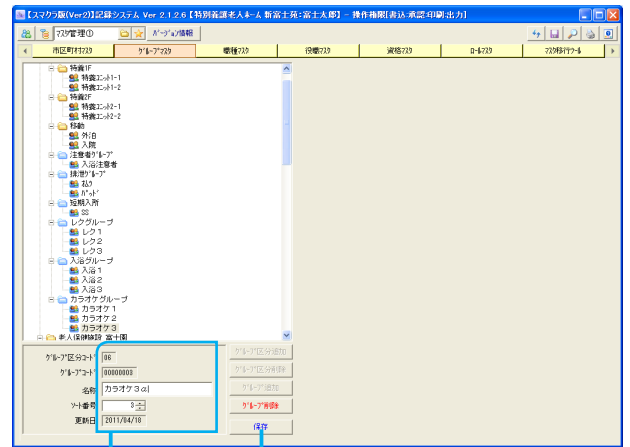 【スマクラ版(Ver2)】記録システム Ver 2.1.2.6【特別養護老人ホーム 新富士苑:富士太郎】 - 操作権限[書込･承認･印刷･出力]
ﾏｽﾀ管理① ﾊﾞｰｼﾞｮﾝ情報
市区町村ﾏｽﾀ ｸﾞﾙｰﾌﾟﾏｽﾀ 職種ﾏｽﾀ 役職ﾏｽﾀ 資格ﾏｽﾀ ﾛｰﾙﾏｽﾀ ﾏｽﾀ移行ﾂｰﾙ
特養1F
特養ﾕﾆｯﾄ1-1
特養ﾕﾆｯﾄ1-2
特養2F
特養ﾕﾆｯﾄ2-1
特養ﾕﾆｯﾄ2-2
移動
外泊
入院
注意者ｸﾞﾙｰﾌﾟ
入浴注意者
排泄ｸﾞﾙｰﾌﾟ
ｵﾑﾂ
ﾊﾟｯﾄﾞ
短期入所
SS
レクグループ
レク1
レク2
レク3
入浴グループ
入浴1
入浴2
入浴3
カラオケグループ
カラオケ1
カラオケ2
カラオケ3
老人保健施設 富士園
ｸﾞﾙｰﾌﾟ区分ｺｰﾄﾞ 06 ｸﾞﾙｰﾌﾟ区分追加
ｸﾞﾙｰﾌﾟｺｰﾄﾞ 00000003 ｸﾞﾙｰﾌﾟ区分削除
名称 カラオケ3α ｸﾞﾙｰﾌﾟ追加
ｿｰﾄ番号 3 ｸﾞﾙｰﾌﾟ削除
更新日 2011/04/18 保存